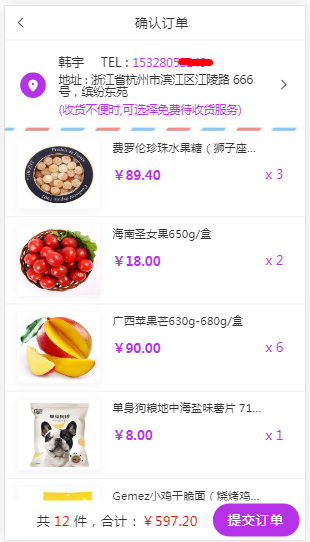 确认订单
韩宇 TEL : 1532805
地址 : 浙江省杭州市滨江区江陵路 666
号，缤纷东苑
(收货不便时,可选择免费待收货服务)
费罗伦珍珠水果糖（狮子座...
￥89.40 x 3
海南圣女果650g/盒
￥18.00 x 2
广西苹果芒630g-680g/盒
￥90.00 x 6
单身狗粮地中海盐味薯片 71...
￥8.00 x 1
Gemez小鸡干脆面（烧烤鸡...
共 12 件，合计：￥597.20 提交订单